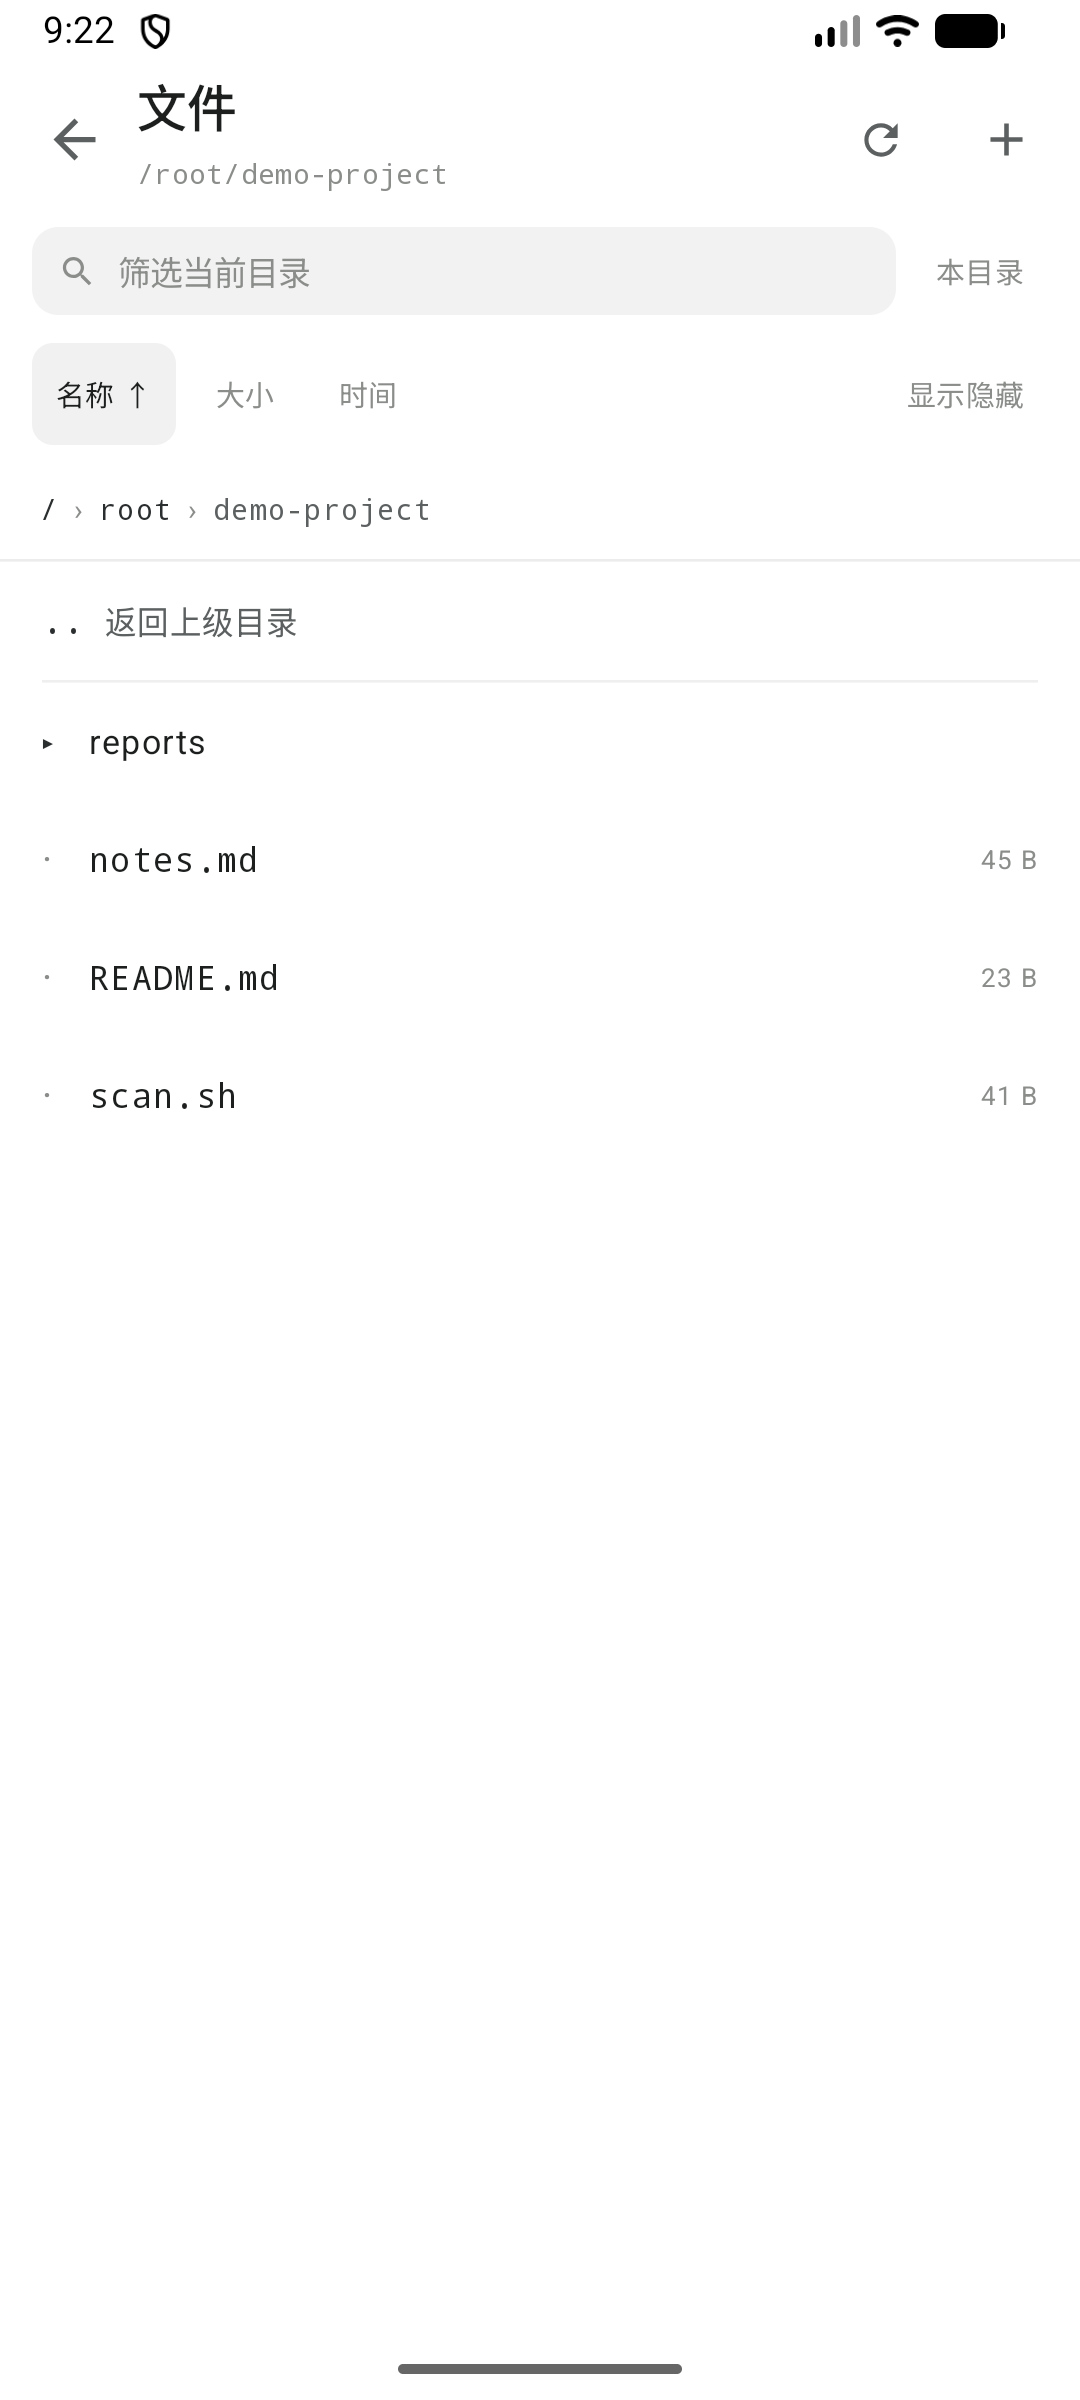 9:22
文件
/root/demo-project
筛选当前目录 本目录
名称 ↑ 大小 时间 显示隐藏
/ › root › demo-project
.. 返回上级目录
▸ reports
· notes.md 45 B
· README.md 23 B
· scan.sh 41 B